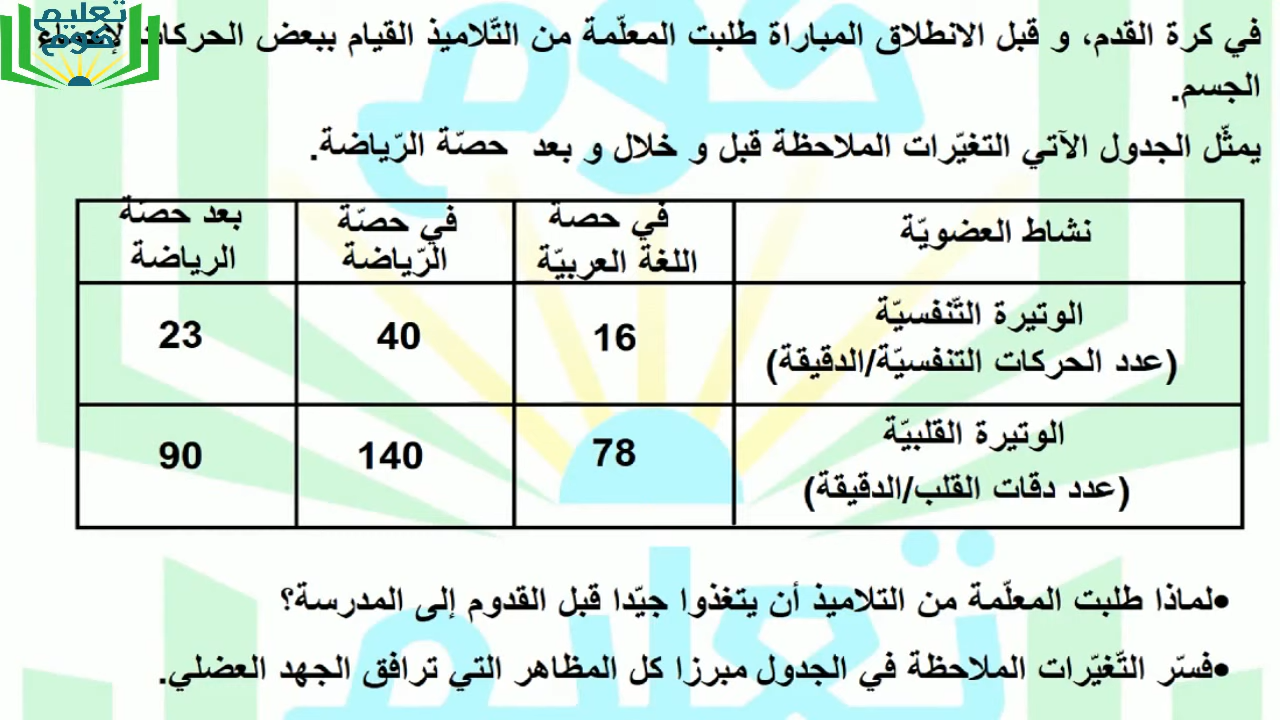 تعليم
كوم
في كرة القدم، و قبل الانطلاق المباراة طلبت المعلّمة من التّلاميذ القيام ببعض الحركات
الجسم.
يمثّل الجدول الآتي التغيّرات الملاحظة قبل و خلال و بعد حصّة الرّياضة.
نشاط العضويّة
في حصة
اللغة العربيّة
في حصّة
الرّياضة
بعد حصة
الرياضة
الوتيرة التّنفسيّة
(عدد الحركات التنفسيّة/الدقيقة)
16
40
23
الوتيرة القلبيّة
(عدد دقات القلب/الدقيقة)
78
140
90
•لماذا طلبت المعلّمة من التلاميذ أن يتغذوا جيّدا قبل القدوم إلى المدرسة؟
•فسّر التّغيّرات الملاحظة في الجدول مبرزا كل المظاهر التي ترافق الجهد العضلي.
كوم
تعليم